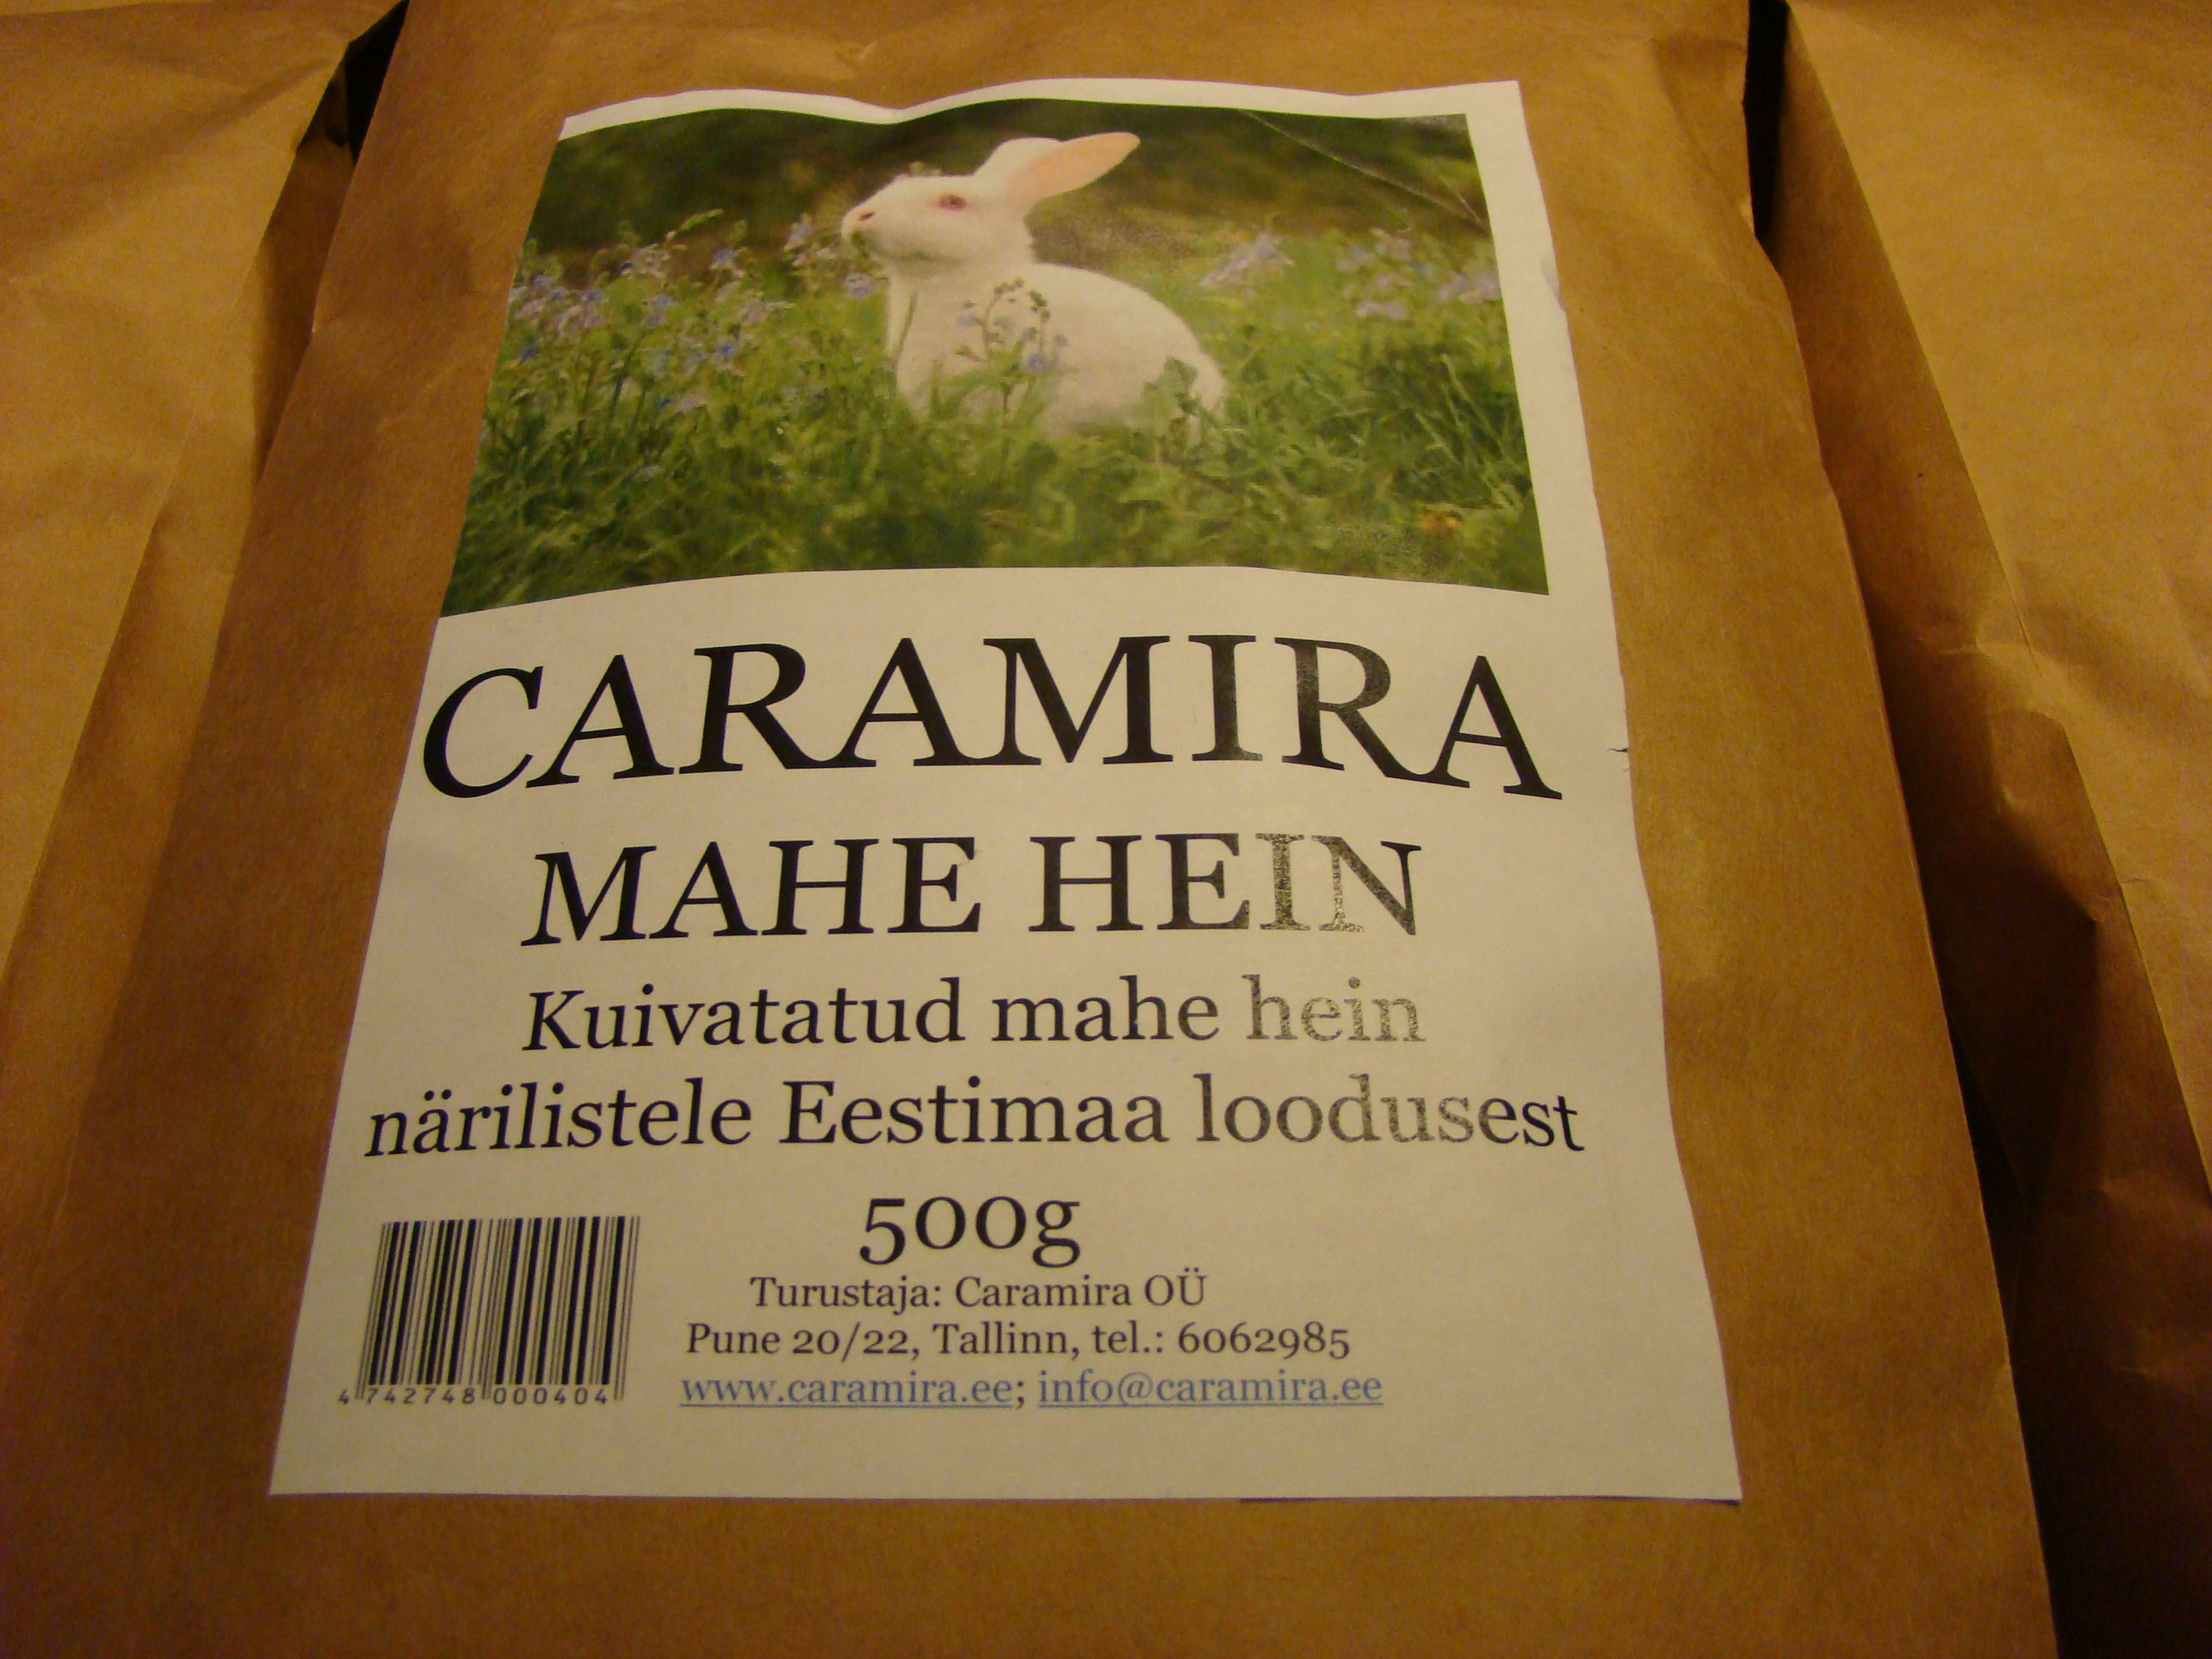 CARAMIRA
MAHE HEIN
Kuivatatud mahe hein
närilistele Eestimaa loodusest
500g
Turustaja: Caramira OÜ
Pune 20/22, Tallinn, tel.: 6062985
www.caramira.ee; info@caramira.ee
4 742748 000404